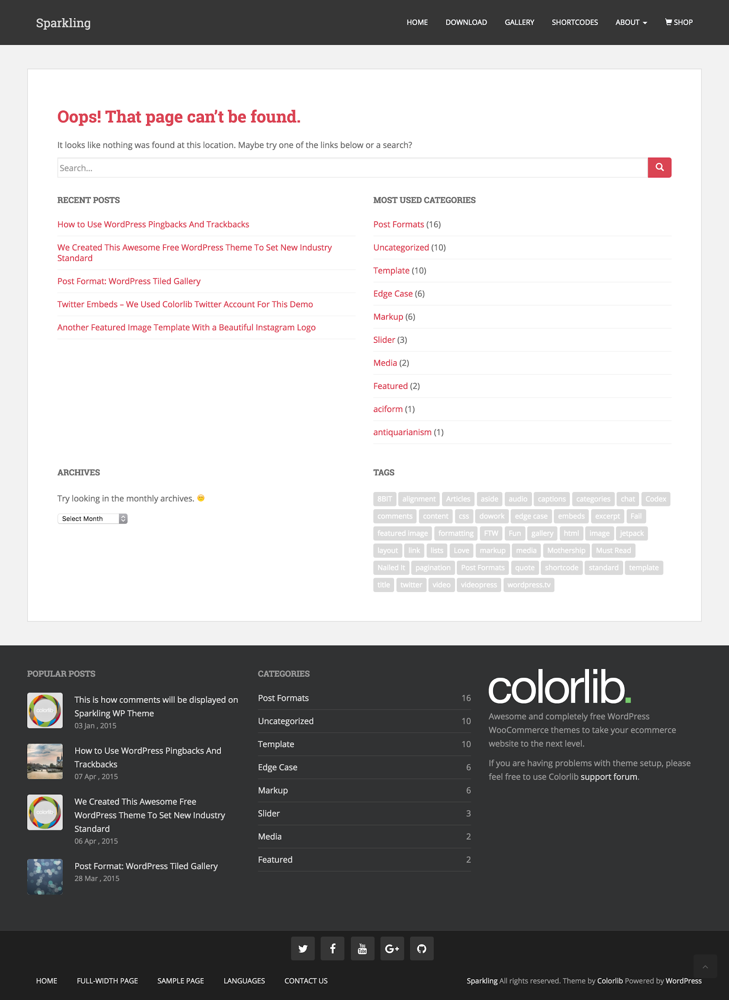 Sparkling
HOME DOWNLOAD GALLERY SHORTCODES ABOUT SHOP
Oops! That page can’t be found.
It looks like nothing was found at this location. Maybe try one of the links below or a search?
Search...
RECENT POSTS
How to Use WordPress Pingbacks And Trackbacks
We Created This Awesome Free WordPress Theme To Set New Industry
Standard
Post Format: WordPress Tiled Gallery
Twitter Embeds – We Used Colorlib Twitter Account For This Demo
Another Featured Image Template With a Beautiful Instagram Logo
MOST USED CATEGORIES
Post Formats (16)
Uncategorized (10)
Template (10)
Edge Case (6)
Markup (6)
Slider (3)
Media (2)
Featured (2)
aciform (1)
antiquarianism (1)
ARCHIVES
Try looking in the monthly archives. 🙂
Select Month
TAGS
8BIT alignment Articles aside audio captions categories chat Codex
comments content css dowork edge case embeds excerpt Fail
featured image formatting FTW Fun gallery html image jetpack
layout link lists Love markup media Mothership Must Read
Nailed It pagination Post Formats quote shortcode standard template
title twitter video videopress wordpress.tv
POPULAR POSTS
colorlib
This is how comments will be displayed on
Sparkling WP Theme
03 Jan , 2015
How to Use WordPress Pingbacks And
Trackbacks
07 Apr , 2015
colorlib
We Created This Awesome Free
WordPress Theme To Set New Industry
Standard
06 Apr , 2015
Post Format: WordPress Tiled Gallery
28 Mar , 2015
CATEGORIES
Post Formats 16
Uncategorized 10
Template 10
Edge Case 6
Markup 6
Slider 3
Media 2
Featured 2
colorlib.
Awesome and completely free WordPress
WooCommerce themes to take your ecommerce
website to the next level.
If you are having problems with theme setup, please
feel free to use Colorlib support forum.
You
Tube
G+
HOME FULL-WIDTH PAGE SAMPLE PAGE LANGUAGES CONTACT US
Sparkling All rights reserved. Theme by Colorlib Powered by WordPress